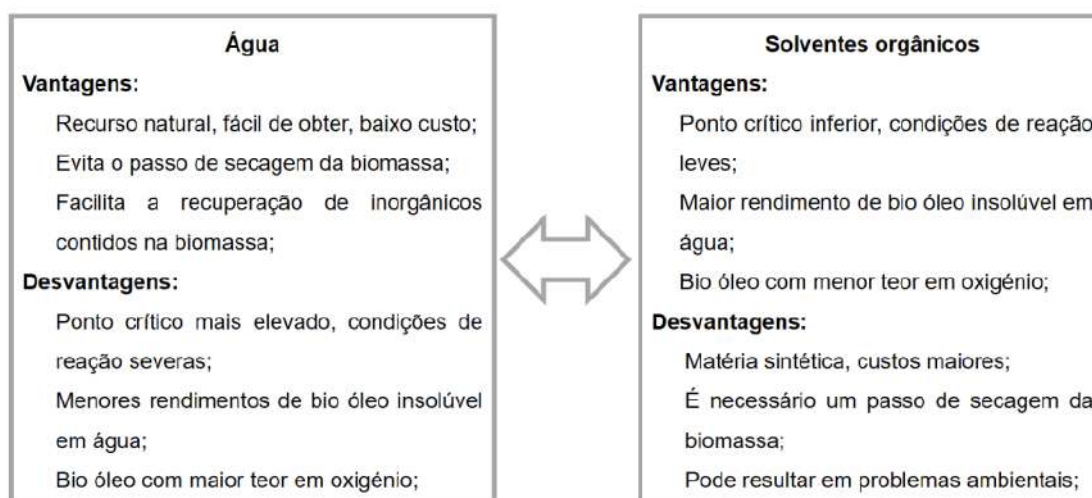 Água
Vantagens:
Recurso natural, fácil de obter, baixo custo;
Evita o passo de secagem da biomassa;
Facilita a recuperação de inorgânicos
contidos na biomassa;
Desvantagens:
Ponto crítico mais elevado, condições de
reação severas;
Menores rendimentos de bio óleo insolúvel
em água;
Bio óleo com maior teor em oxigénio;
Solventes orgânicos
Vantagens:
Ponto crítico inferior, condições de reação
leves;
Maior rendimento de bio óleo insolúvel em
água;
Bio óleo com menor teor em oxigénio;
Desvantagens:
Matéria sintética, custos maiores;
É necessário um passo de secagem da
biomassa;
Pode resultar em problemas ambientais;